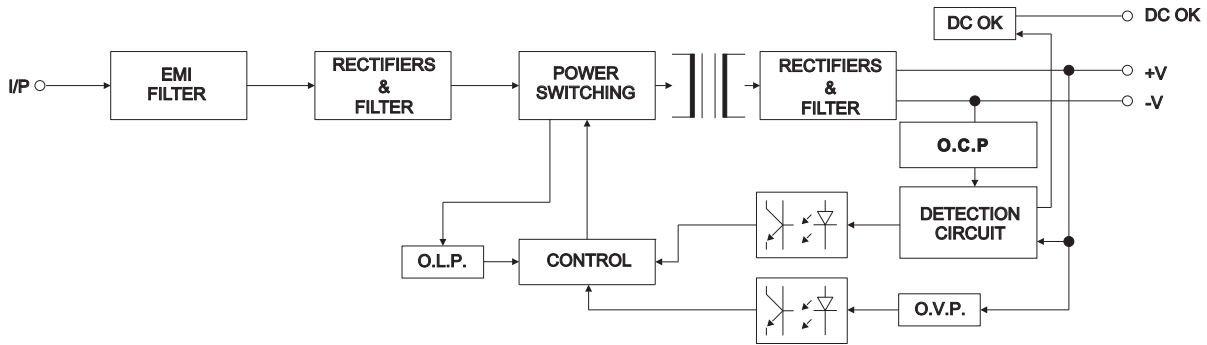 DC OK
DC OK
I/P
EMI
FILTER
RECTIFIERS
&
FILTER
POWER
SWITCHING
RECTIFIERS
&
FILTER
+V
-V
O.C.P
DETECTION
CIRCUIT
O.L.P.
CONTROL
O.V.P.